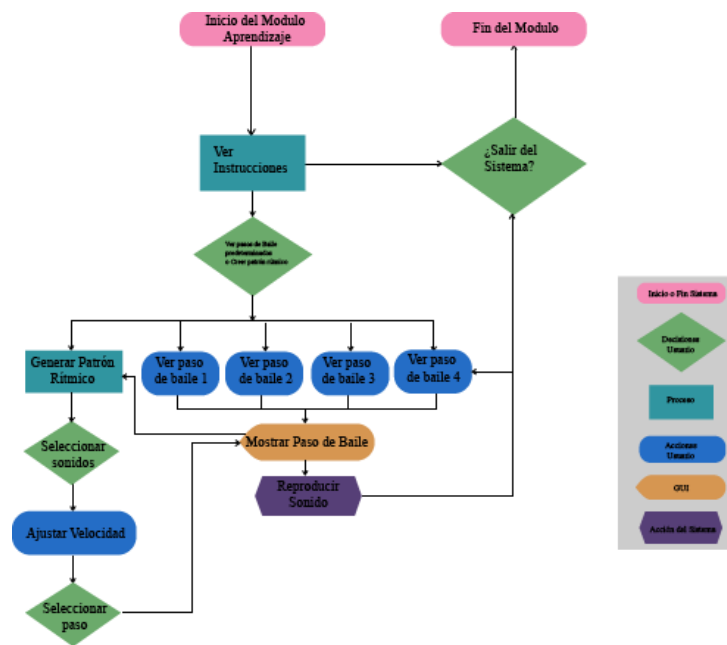 Inicio del Modulo
Aprendizaje
Fin del Modulo
Ver
Instrucciones
¿Salir del
Sistema?
Ver pasos de Baile
predeterminados
o Crear patrón rítmico
Generar Patrón
Rítmico
Ver paso
de baile 1
Ver paso
de baile 2
Ver paso
de baile 3
Ver paso
de baile 4
Seleccionar
sonidos
Mostrar Paso de Baile
Reproducir
Sonido
Ajustar Velocidad
Seleccionar
paso
Inicio o Fin Sistema
Decisiones
Usuario
Proceso
Acciones
Usuario
GUI
Acción del Sistema